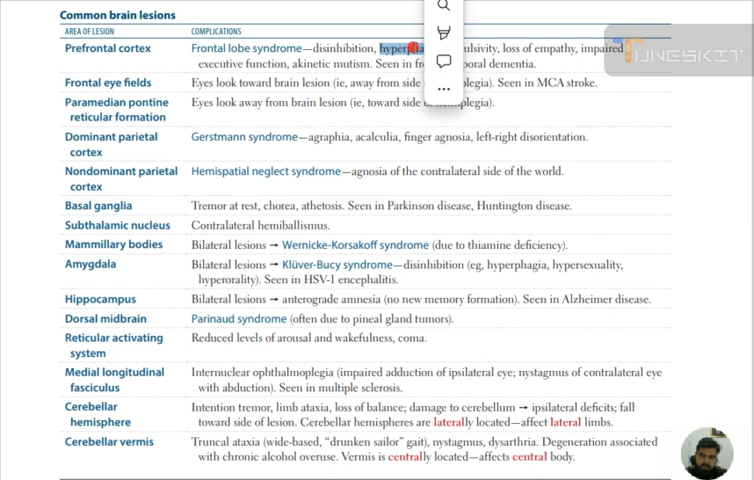 Common brain lesions
AREA OF LESION COMPLICATIONS
Prefrontal cortex Frontal lobe syndrome—disinhibition, ulsivity, loss of empathy, impaired
executive function, akinetic mutism. Seen in oral dementia.
Frontal eye fields Eyes look toward brain lesion (ie, away from side plegia). Seen in MCA stroke.
Paramedian pontine Eyes look away from brain lesion (ie, toward side plegia).
reticular formation
Dominant parietal Gerstmann syndrome—agraphia, acalculia, finger agnosia, left-right disorientation.
cortex
Nondominant parietal Hemispatial neglect syndrome—agnosia of the contralateral side of the world.
cortex
Basal ganglia Tremor at rest, chorea, athetosis. Seen in Parkinson disease, Huntington disease.
Subthalamic nucleus Contralateral hemiballismus.
Mammillary bodies Bilateral lesions → Wernicke-Korsakoff syndrome (due to thiamine deficiency).
Amygdala Bilateral lesions → Klüver-Bucy syndrome—disinhibition (eg, hyperphagia, hypersexuality,
hyperorality). Seen in HSV-1 encephalitis.
Hippocampus Bilateral lesions → anterograde amnesia (no new memory formation). Seen in Alzheimer disease.
Dorsal midbrain Parinaud syndrome (often due to pineal gland tumors).
Reticular activating Reduced levels of arousal and wakefulness, coma.
system
Medial longitudinal Internuclear ophthalmoplegia (impaired adduction of ipsilateral eye; nystagmus of contralateral eye
fasciculus with abduction). Seen in multiple sclerosis.
Cerebellar Intention tremor, limb ataxia, loss of balance; damage to cerebellum → ipsilateral deficits; fall
hemisphere toward side of lesion. Cerebellar hemispheres are laterally located—affect lateral limbs.
Cerebellar vermis Truncal ataxia (wide-based, “drunken sailor” gait), nystagmus, dysarthria. Degeneration associated
with chronic alcohol overuse. Vermis is centrally located—affects central body.
TUNESKIT